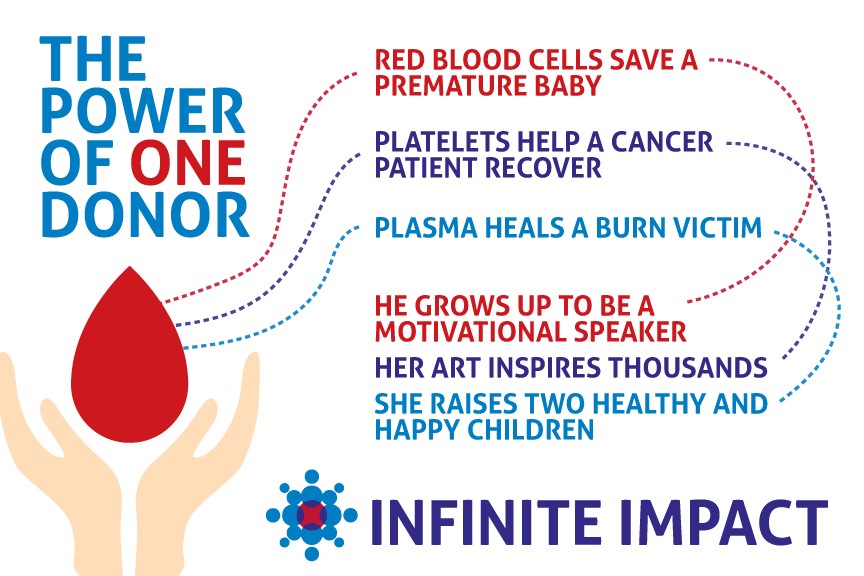 THE
POWER
OF ONE
DONOR
RED BLOOD CELLS SAVE A
PREMATURE BABY
PLATELETS HELP A CANCER
PATIENT RECOVER
PLASMA HEALS A BURN VICTIM
HE GROWS UP TO BE A
MOTIVATIONAL SPEAKER
HER ART INSPIRES THOUSANDS
SHE RAISES TWO HEALTHY AND
HAPPY CHILDREN
INFINITE IMPACT